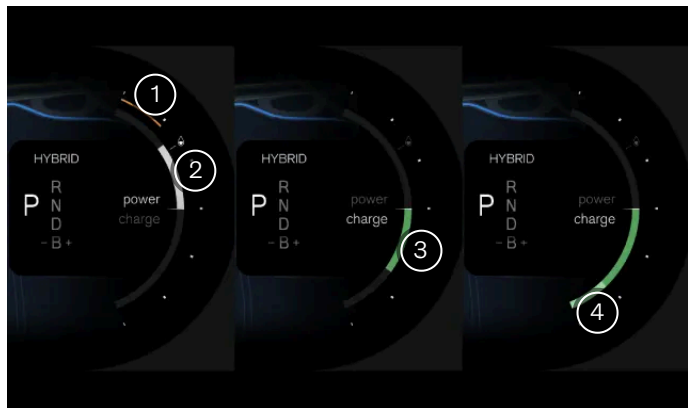 1
2
HYBRID
R
P N
D
- B +
power
charge
HYBRID
R
P N
D
- B +
power
charge
3
HYBRID
R
P N
D
- B +
power
charge
4